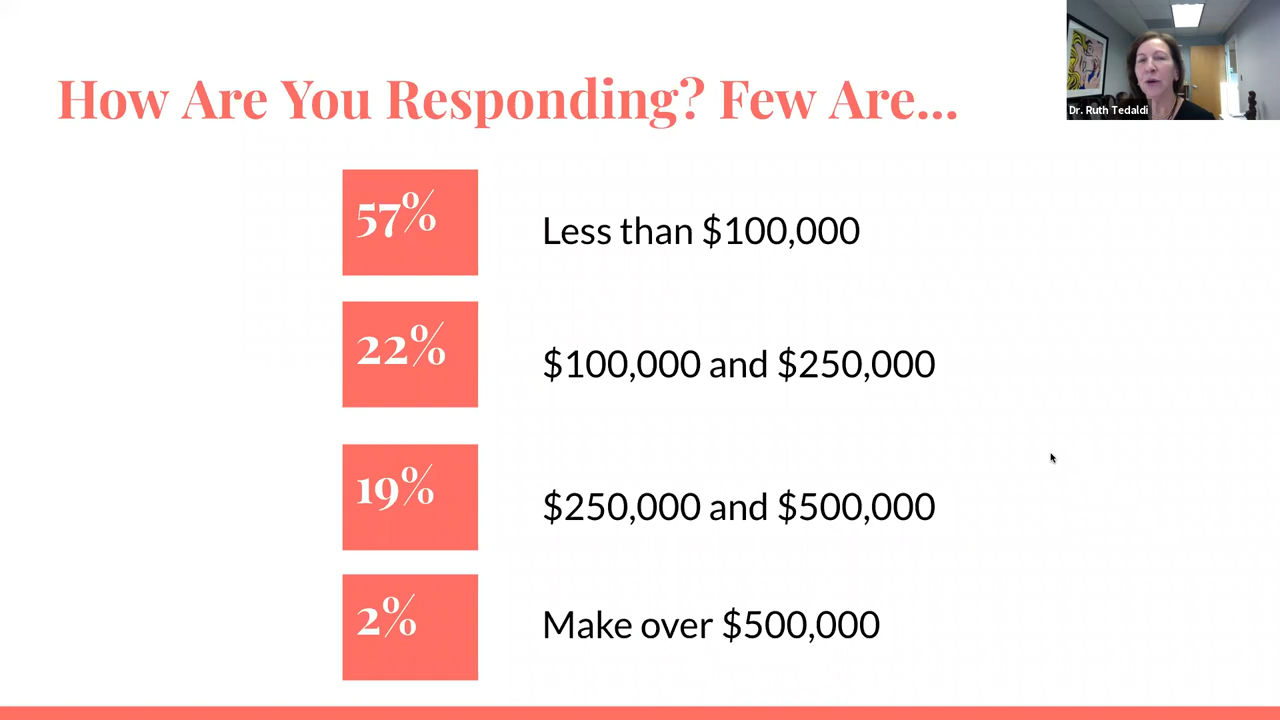 How Are You Responding? Few Are...
Dr. Ruth Tedaldi
57%
Less than $100,000
22%
$100,000 and $250,000
19%
$250,000 and $500,000
2%
Make over $500,000